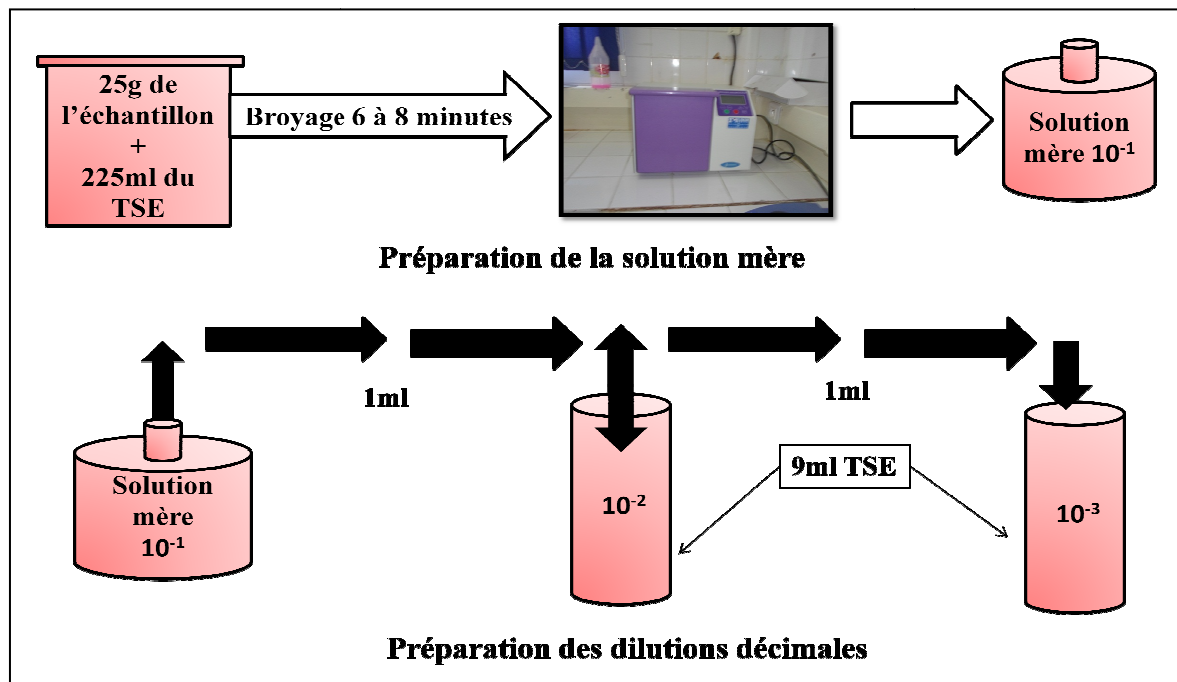 25g de
l’échantillon
+
225ml du
TSE
Broyage 6 à 8 minutes
Solution
mère 10⁻¹
Préparation de la solution mère
1ml
1ml
Solution
mère
10⁻¹
10⁻²
9ml TSE
10⁻³
Préparation des dilutions décimales